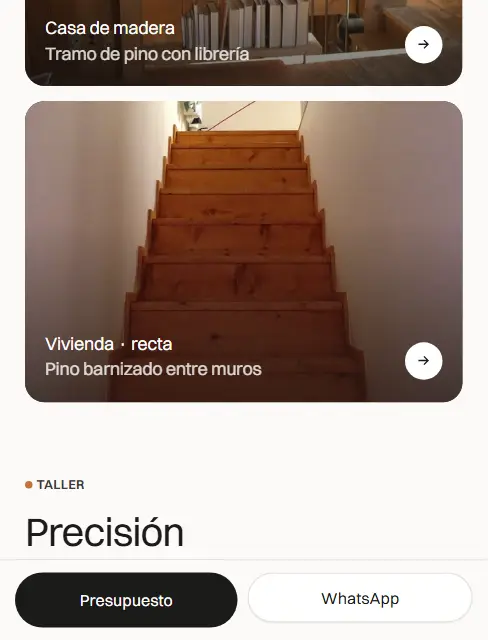 Casa de madera
Tramo de pino con librería
Vivienda · recta
Pino barnizado entre muros
TALLER
Precisión
Presupuesto
WhatsApp